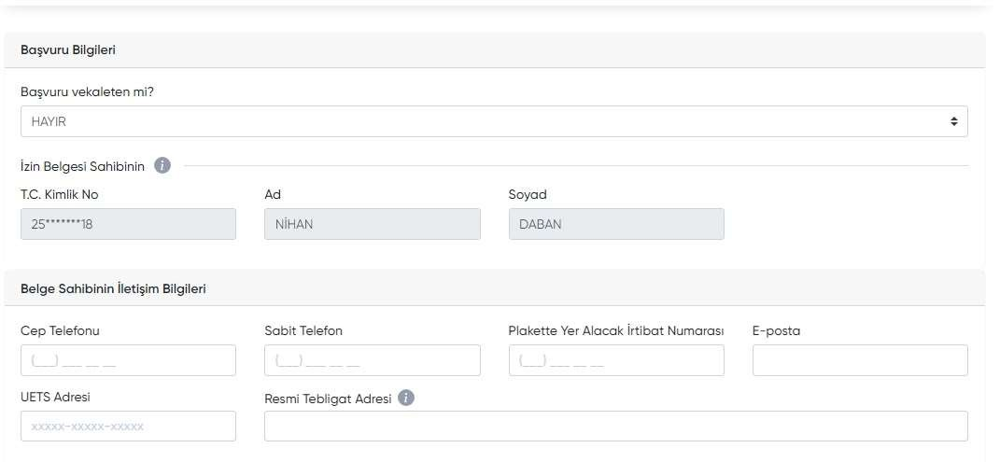 Başvuru Bilgileri
Başvuru vekaleten mi?
HAYIR
İzin Belgesi Sahibinin i
T.C. Kimlik No Ad Soyad
25*******18 NİHAN DABAN
Belge Sahibinin İletişim Bilgileri
Cep Telefonu Sabit Telefon Plakette Yer Alacak İrtibat Numarası E-posta
(___) ___ __ __ (___) ___ __ __ (___) ___ __ __
UETS Adresi Resmi Tebligat Adresi i
xxxxx-xxxxx-xxxxx